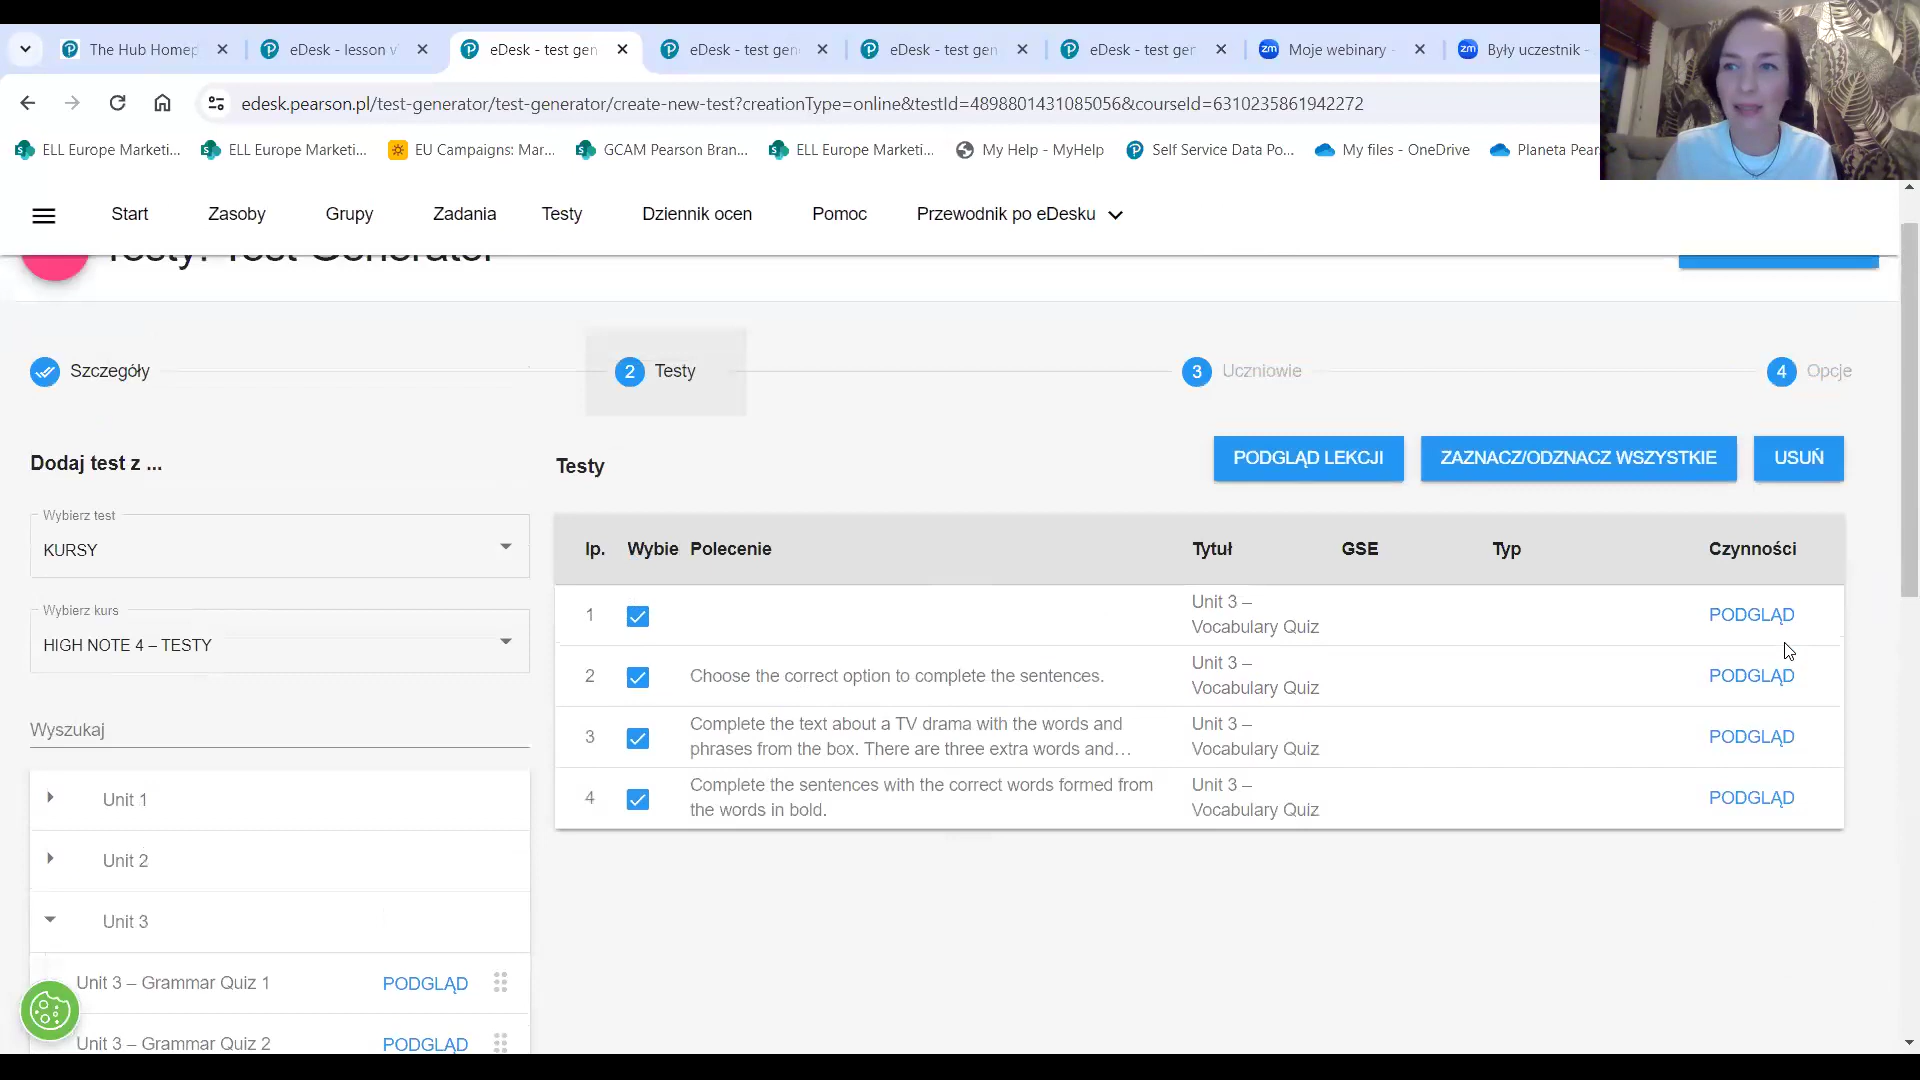 The Hub Homep
eDesk - lesson v
eDesk - test gen
eDesk - test gen
eDesk - test gen
eDesk - test ger
zm Moje webinary -
zm Były uczestnik -
edesk.pearson.pl/test-generator/test-generator/create-new-test?creationType=online&testId=4898801431085056&courseId=6310235861942272
ELL Europe Marketi...
ELL Europe Marketi...
EU Campaigns: Mar...
GCAM Pearson Bran...
ELL Europe Marketi...
My Help - MyHelp
Self Service Data Po...
My files - OneDrive
Planeta Pear
Start
Zasoby
Grupy
Zadania
Testy
Dziennik ocen
Pomoc
Przewodnik po eDesku
Testy: Test Generator
Szczegóły
2 Testy
3 Uczniowie
4 Opcje
Dodaj test z ...
Wybierz test
KURSY
Wybierz kurs
HIGH NOTE 4 – TESTY
Wyszukaj
Unit 1
Unit 2
Unit 3
Unit 3 – Grammar Quiz 1 PODGLĄD
Unit 3 – Grammar Quiz 2 PODGLĄD
Testy
PODGLĄD LEKCJI
ZAZNACZ/ODZNACZ WSZYSTKIE
USUŃ
lp. Wybie Polecenie Tytuł GSE Typ Czynności
1 Unit 3 – PODGLĄD
Vocabulary Quiz
2 Choose the correct option to complete the sentences. Unit 3 – PODGLĄD
Vocabulary Quiz
3 Complete the text about a TV drama with the words and Unit 3 – PODGLĄD
phrases from the box. There are three extra words and... Vocabulary Quiz
4 Complete the sentences with the correct words formed from Unit 3 – PODGLĄD
the words in bold. Vocabulary Quiz